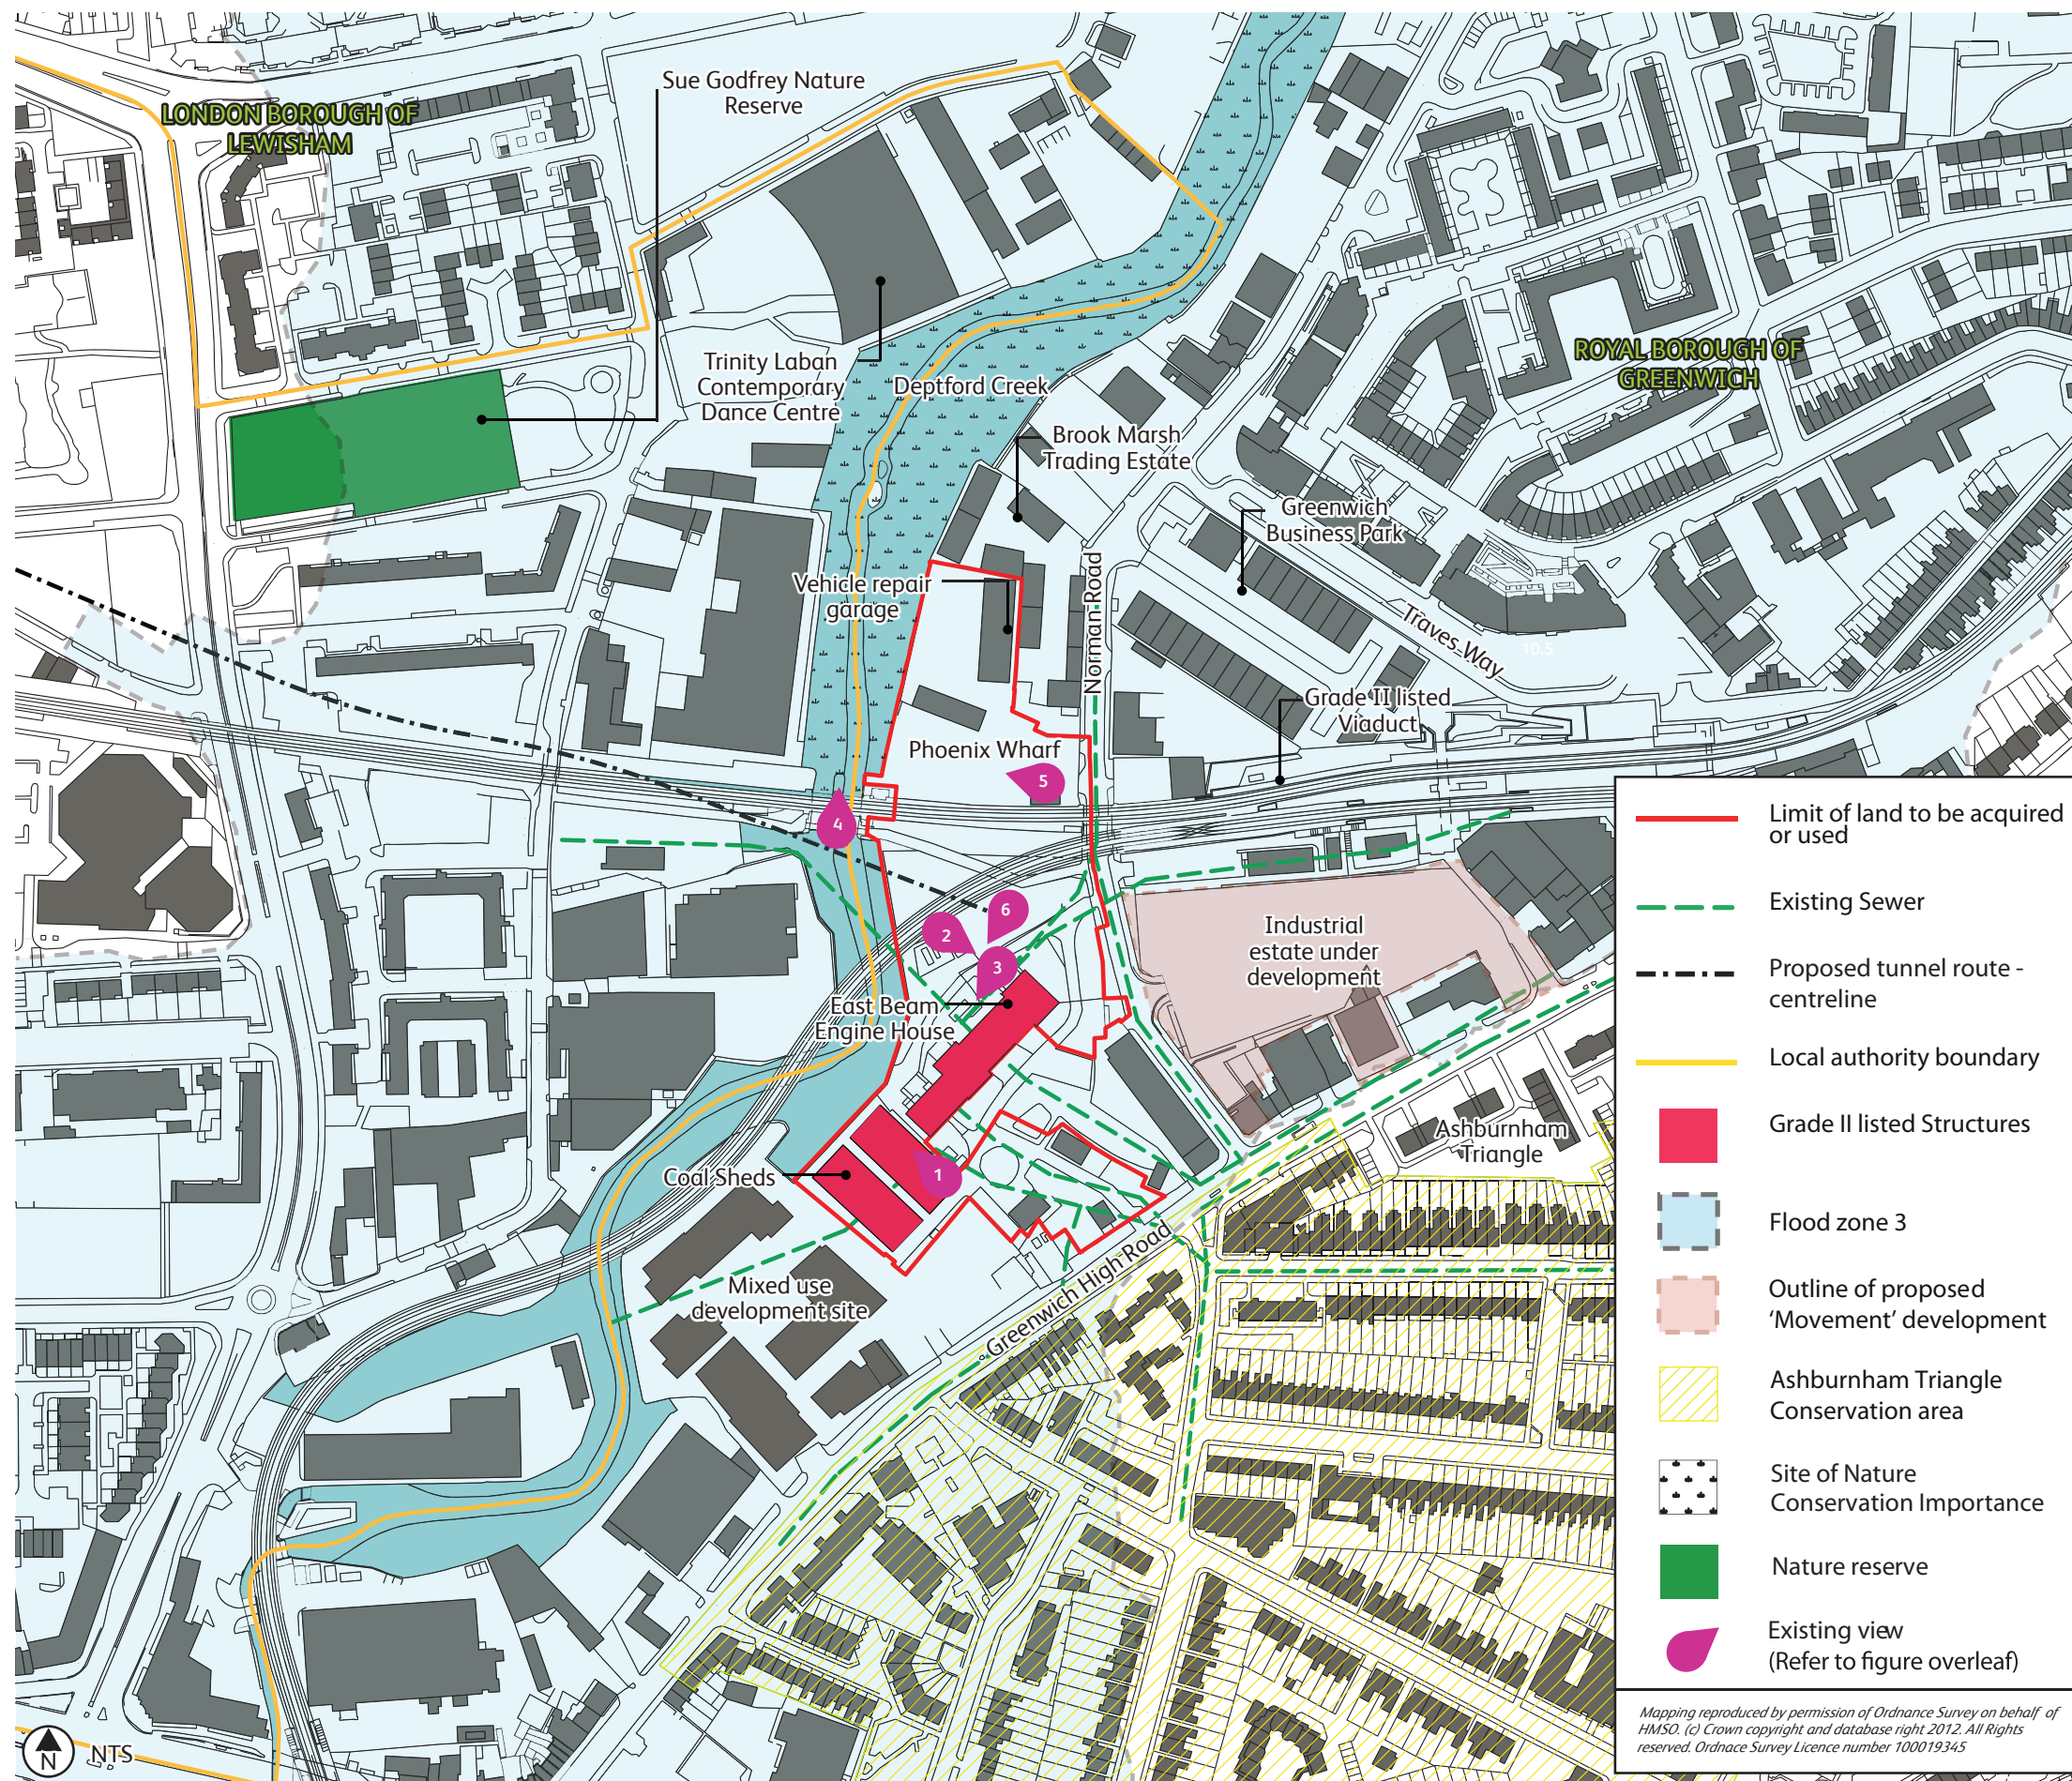 Sue Godfrey Nature
Reserve
LONDON BOROUGH OF
LEWISHAM
ROYAL BOROUGH OF
GREENWICH
Trinity Laban
Contemporary
Dance Centre
Deptford Creek
Brook Marsh
Trading Estate
Greenwich
Business Park
Vehicle repair
garage
Norman Road
Traves Way
10.5
Grade II listed
Viaduct
Phoenix Wharf
5
4
6
2
3
Industrial
estate under
development
East Beam
Engine House
Ashburnham
Triangle
Coal Sheds
1
Greenwich High Road
Mixed use
development site
Limit of land to be acquired
or used
Existing Sewer
Proposed tunnel route -
centreline
Local authority boundary
Grade II listed Structures
Flood zone 3
Outline of proposed
‘Movement’ development
Ashburnham Triangle
Conservation area
Site of Nature
Conservation Importance
Nature reserve
Existing view
(Refer to figure overleaf)
Mapping reproduced by permission of Ordnance Survey on behalf of
HMSO. (c) Crown copyright and database right 2012. All Rights
reserved. Ordnace Survey Licence number 100019345
N
NTS